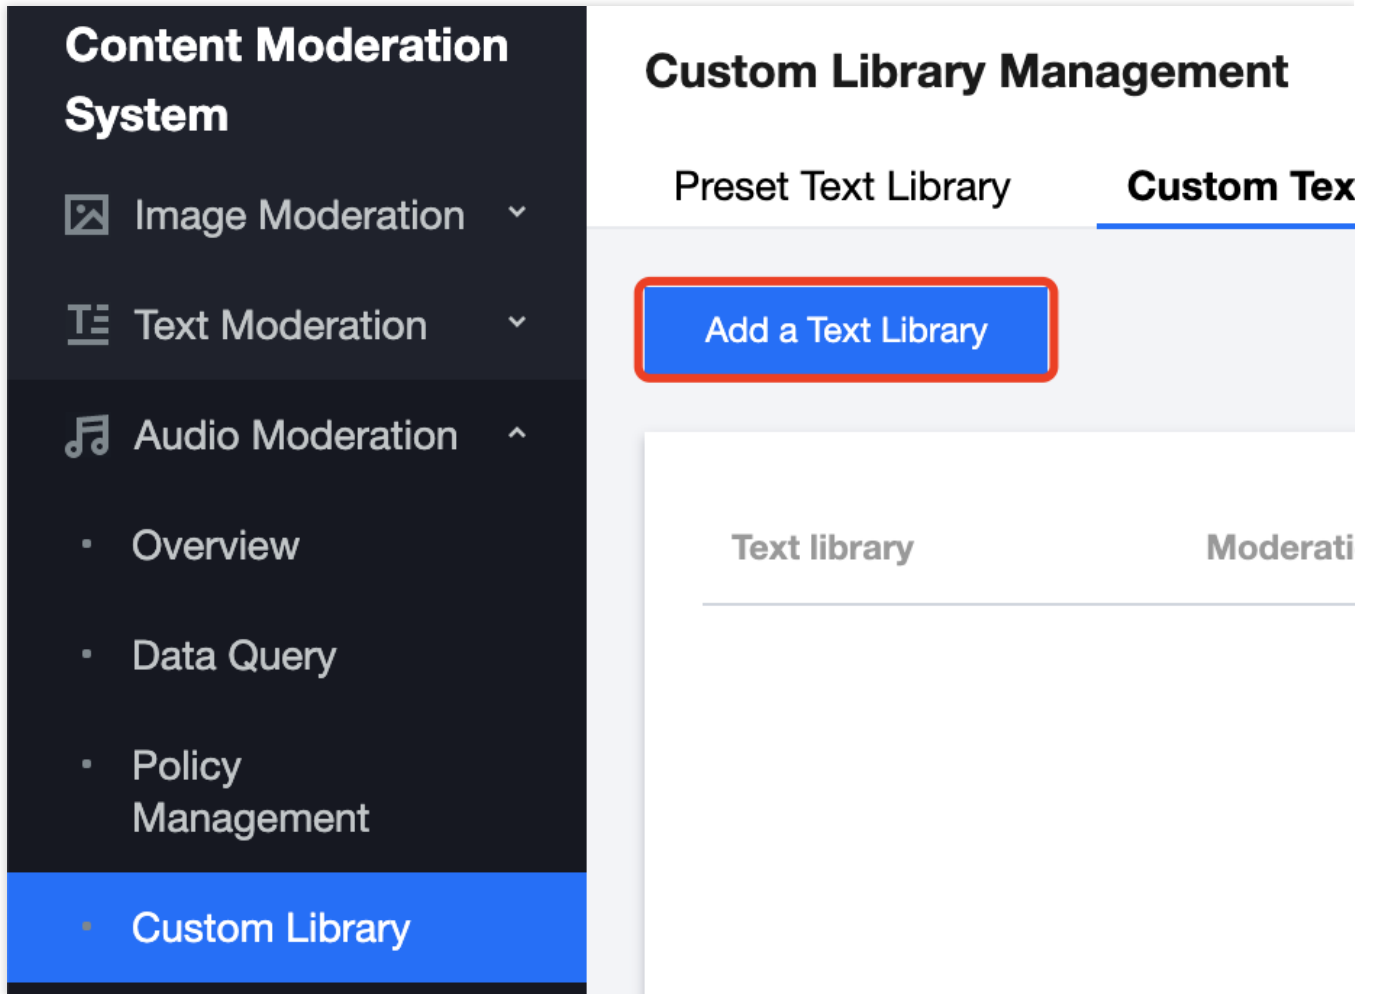 Content Moderation
System
Image Moderation
Text Moderation
Audio Moderation
Overview
Data Query
Policy
Management
Custom Library
Custom Library Management
Preset Text Library
Custom Tex
Add a Text Library
Text library
Moderati